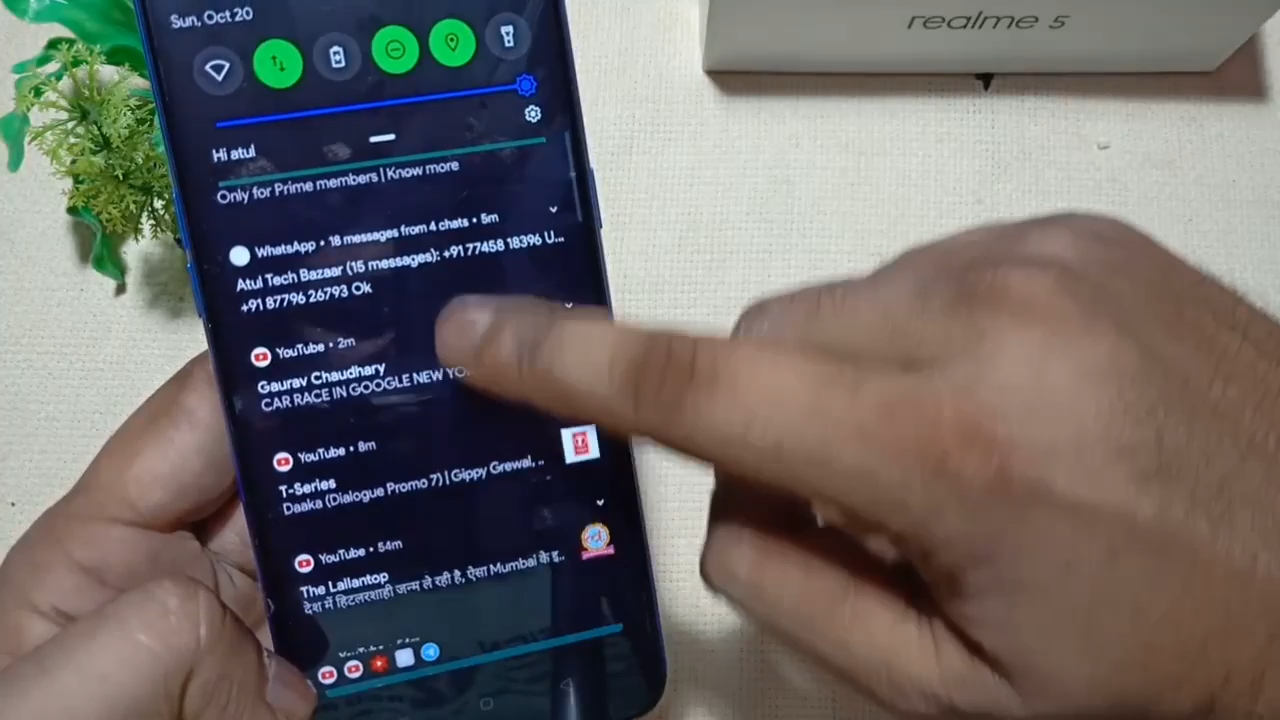 realme 5
Sun, Oct 20
Hi atul
Only for Prime members | Know more
WhatsApp • 18 messages from 4 chats • 5m
Atul Tech Bazaar (15 messages): +91 77458 18396 U...
+91 87796 26793 Ok
YouTube • 2m
Gaurav Chaudhary
CAR RACE IN GOOGLE NEW
YouTube • 8m
T-Series
Daaka (Dialogue Promo 7) | Gippy Grewal, ..
YouTube • 54m
The Lallantop
देश में हिटलरशाही जन्म ले रही है, ऐसा Mumbai के इ..